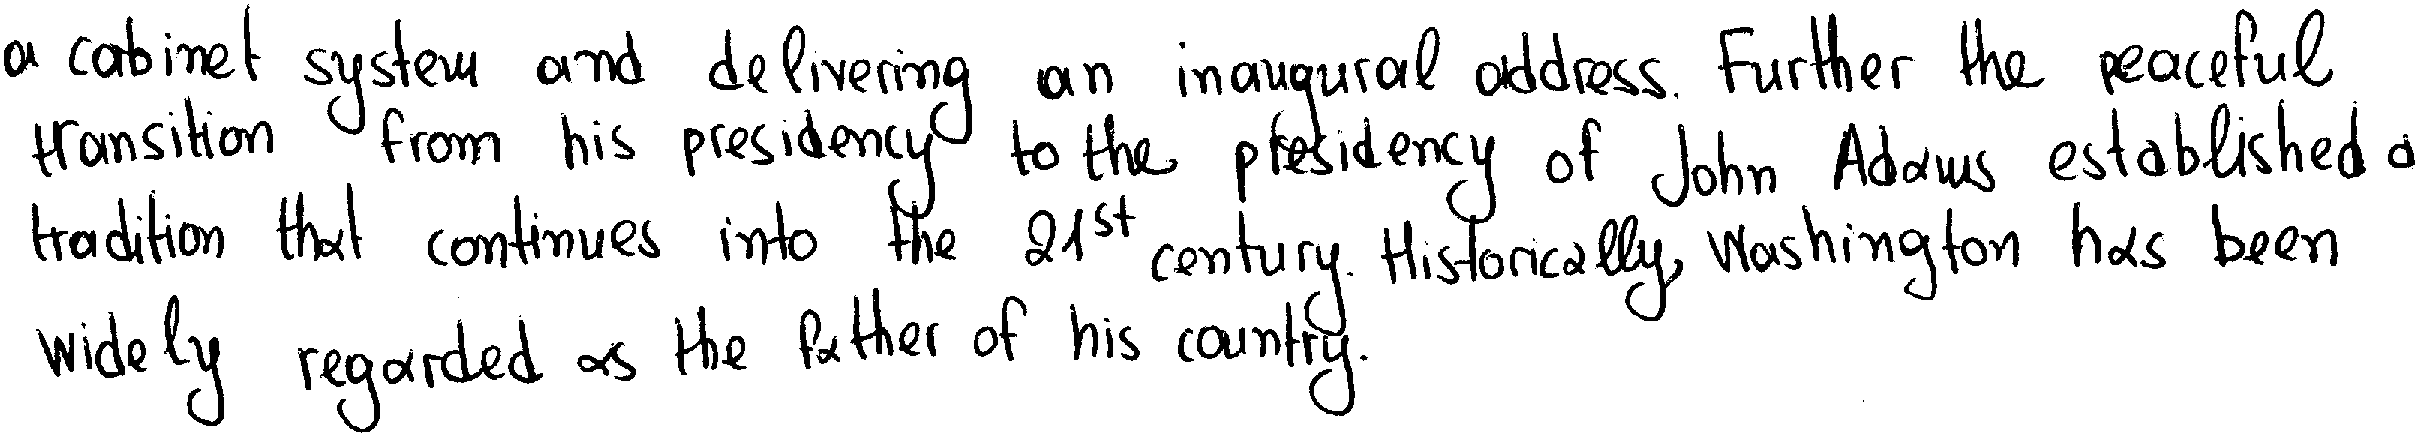 a cabinet system and delivering an inaugural address. Further the peaceful
transition from his presidency to the presidency of John Adams established a
tradition that continues into the 21st century. Historically, Washington has been
widely regarded as the father of his country.